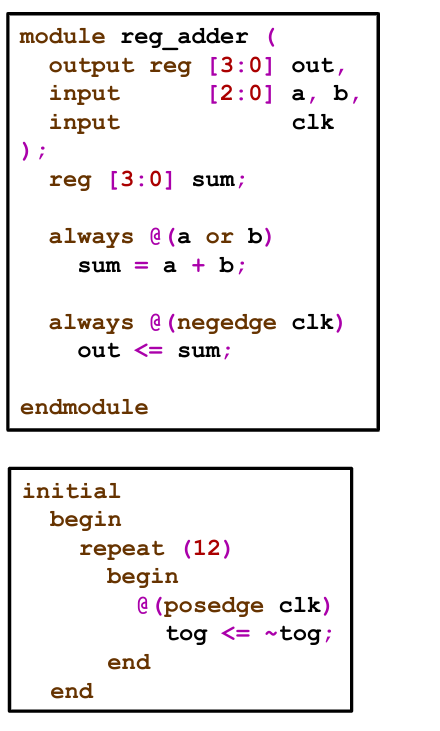 module reg_adder (
  output reg [3:0] out,
  input      [2:0] a, b,
  input            clk
);
  reg [3:0] sum;
  always @(a or b)
    sum = a + b;
  always @(negedge clk)
    out <= sum;
endmodule
initial
  begin
    repeat (12)
      begin
        @(posedge clk)
          tog <= ~tog;
      end
  end